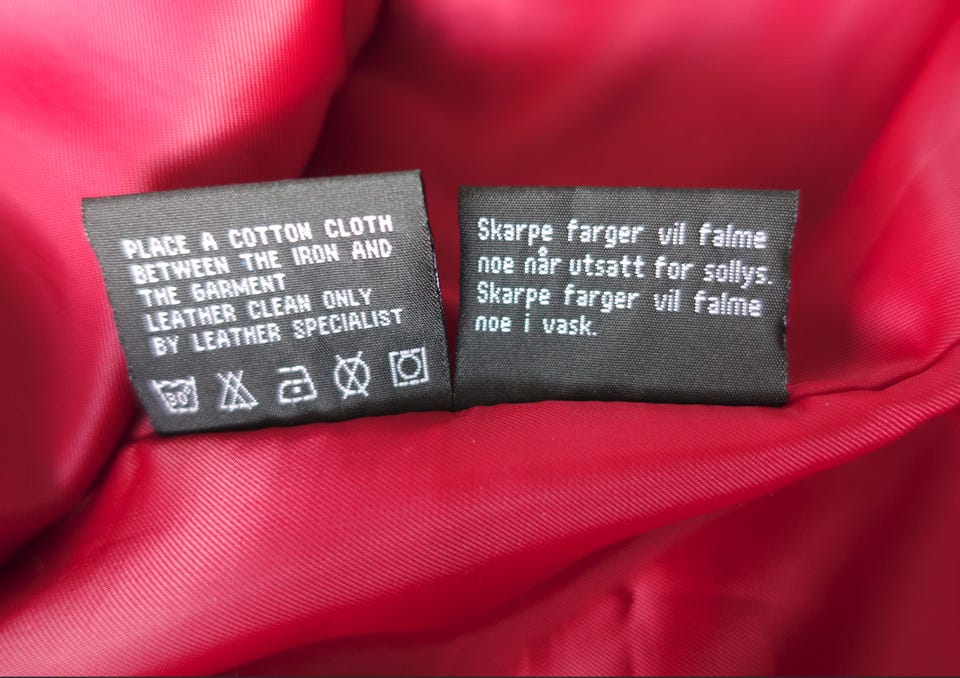 PLACE A COTTON CLOTH
BETWEEN THE IRON AND
THE GARMENT
LEATHER CLEAN ONLY
BY LEATHER SPECIALIST
30°
Skarpe farger vil falme
noe når utsatt for sollys.
Skarpe farger vil falme
noe i vask.